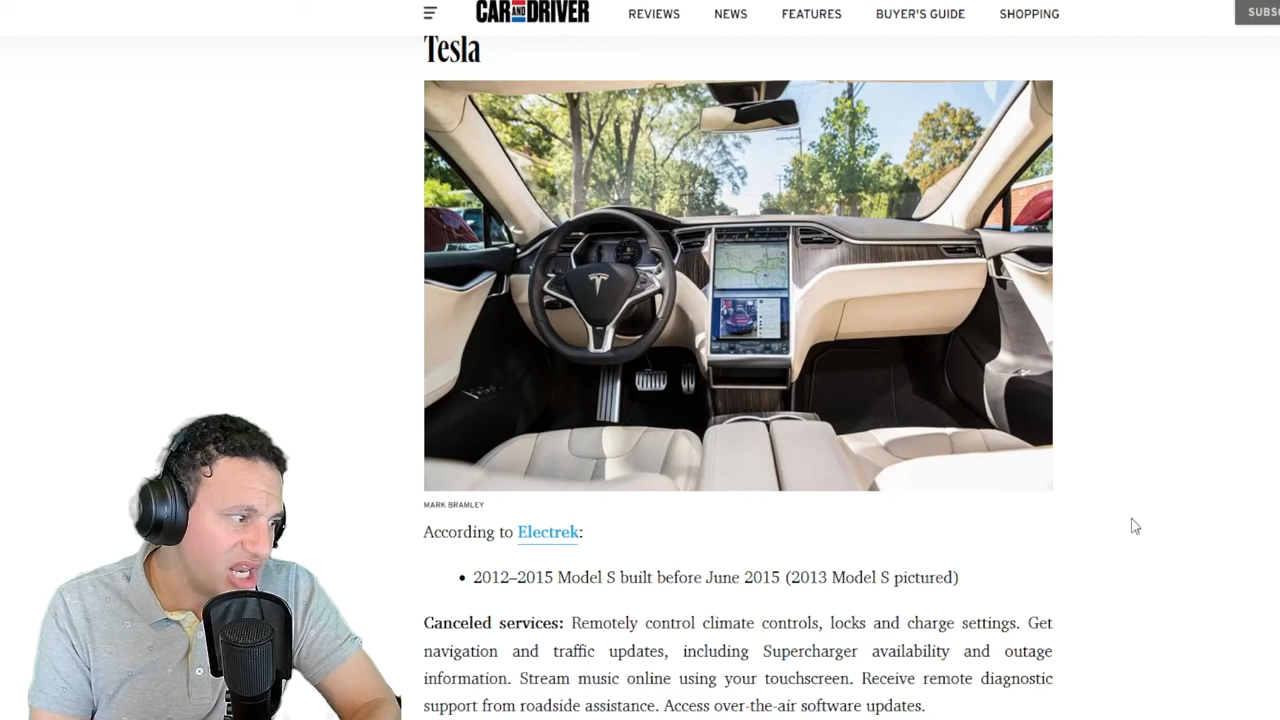 CAR AND DRIVER
REVIEWS NEWS FEATURES BUYER'S GUIDE SHOPPING
SUBSC
Tesla
MARK BRAMLEY
According to Electrek:
• 2012–2015 Model S built before June 2015 (2013 Model S pictured)
Canceled services: Remotely control climate controls, locks and charge settings. Get
navigation and traffic updates, including Supercharger availability and outage
information. Stream music online using your touchscreen. Receive remote diagnostic
support from roadside assistance. Access over-the-air software updates.